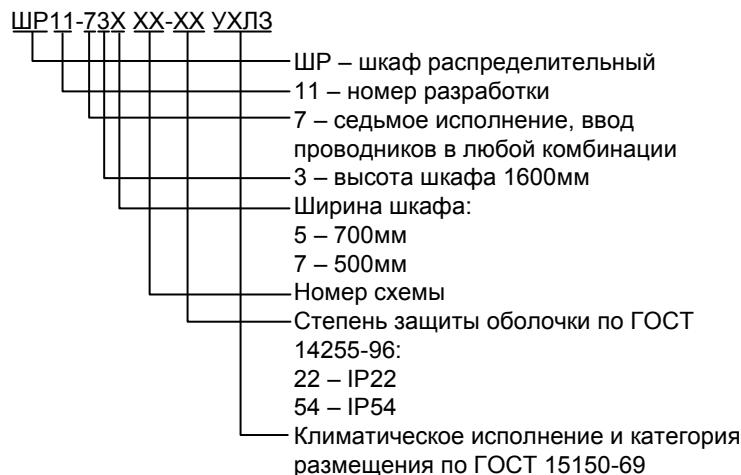 ШР11-73Х ХХ-ХХ УХЛ3
ШР – шкаф распределительный
11 – номер разработки
7 – седьмое исполнение, ввод
проводников в любой комбинации
3 – высота шкафа 1600мм
Ширина шкафа:
5 – 700мм
7 – 500мм
Номер схемы
Степень защиты оболочки по ГОСТ
14255-96:
22 – IP22
54 – IP54
Климатическое исполнение и категория
размещения по ГОСТ 15150-69